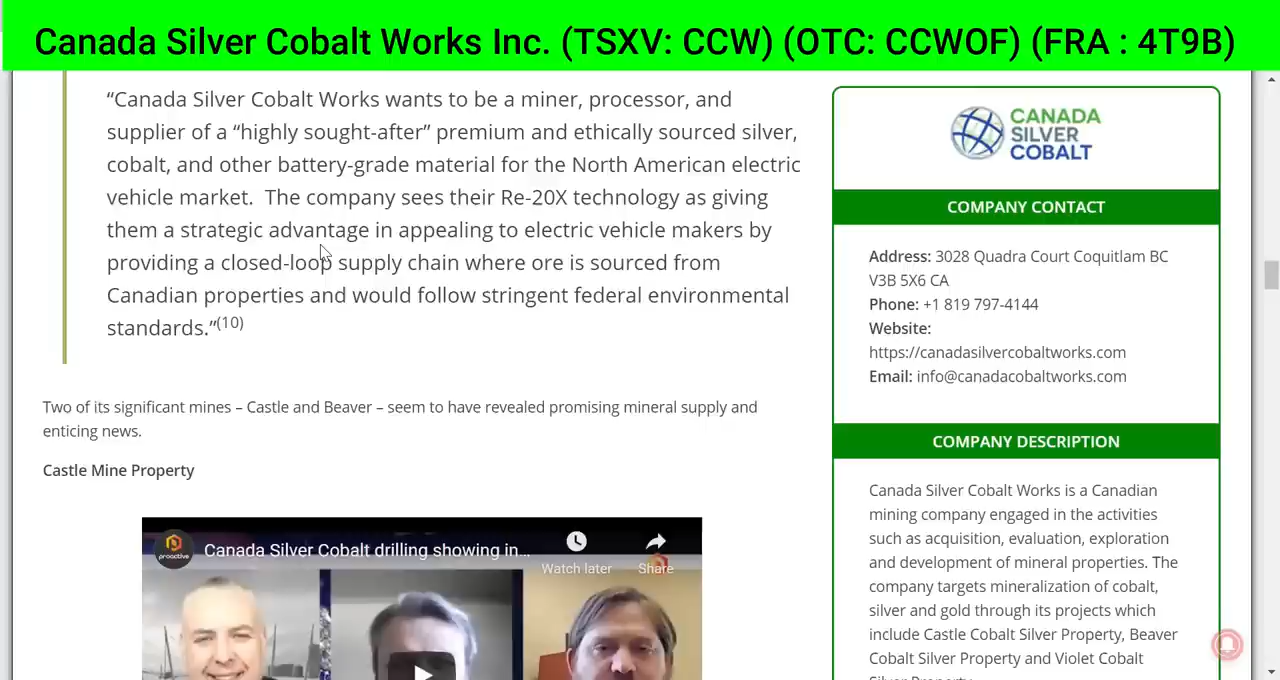 Canada Silver Cobalt Works Inc. (TSXV: CCW) (OTC: CCWOF) (FRA : 4T9B)
“Canada Silver Cobalt Works wants to be a miner, processor, and
supplier of a “highly sought-after” premium and ethically sourced silver,
cobalt, and other battery-grade material for the North American electric
vehicle market.  The company sees their Re-20X technology as giving
them a strategic advantage in appealing to electric vehicle makers by
providing a closed-loop supply chain where ore is sourced from
Canadian properties and would follow stringent federal environmental
standards.”(10)
Two of its significant mines – Castle and Beaver – seem to have revealed promising mineral supply and
enticing news.
Castle Mine Property
proactive
Canada Silver Cobalt drilling showing in...
Watch later
Share
CANADA
SILVER
COBALT
COMPANY CONTACT
Address: 3028 Quadra Court Coquitlam BC
V3B 5X6 CA
Phone: +1 819 797-4144
Website:
https://canadasilvercobaltworks.com
Email: info@canadacobaltworks.com
COMPANY DESCRIPTION
Canada Silver Cobalt Works is a Canadian
mining company engaged in the activities
such as acquisition, evaluation, exploration
and development of mineral properties. The
company targets mineralization of cobalt,
silver and gold through its projects which
include Castle Cobalt Silver Property, Beaver
Cobalt Silver Property and Violet Cobalt
Silver Property